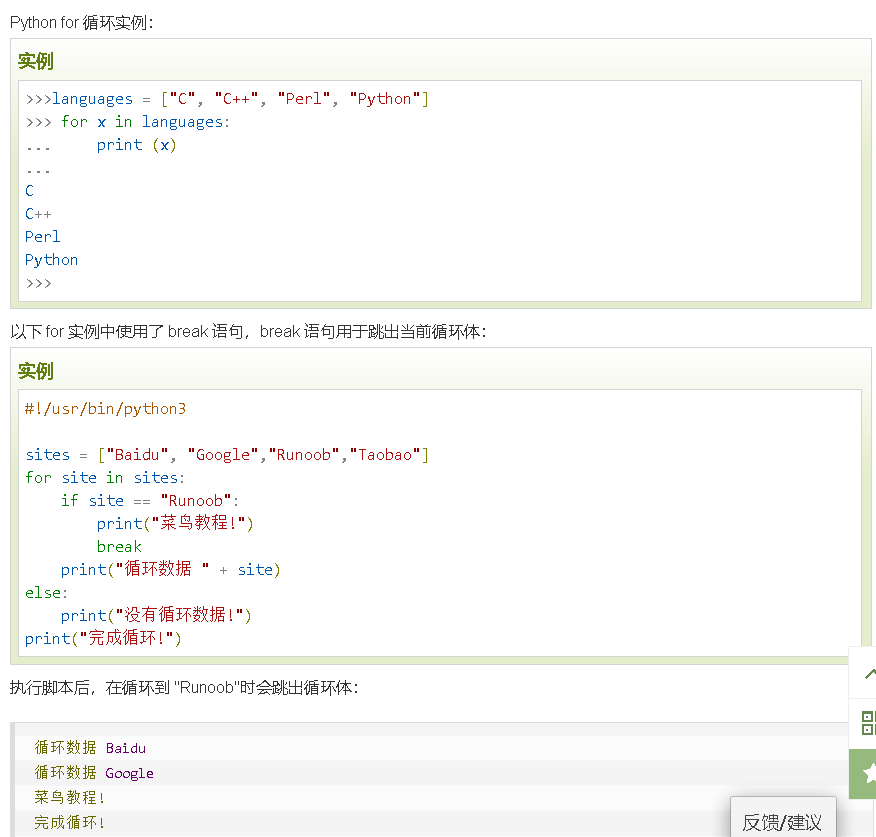 Python for 循环实例：
实例
>>>languages = ["C", "C++", "Perl", "Python"]
>>> for x in languages:
...     print (x)
...
C
C++
Perl
Python
>>>
以下 for 实例中使用了 break 语句，break 语句用于跳出当前循环体：
实例
#!/usr/bin/python3
sites = ["Baidu", "Google","Runoob","Taobao"]
for site in sites:
    if site == "Runoob":
        print("菜鸟教程!")
        break
    print("循环数据 " + site)
else:
    print("没有循环数据!")
print("完成循环!")
执行脚本后，在循环到 "Runoob"时会跳出循环体：
循环数据 Baidu
循环数据 Google
菜鸟教程!
完成循环!
反馈/建议